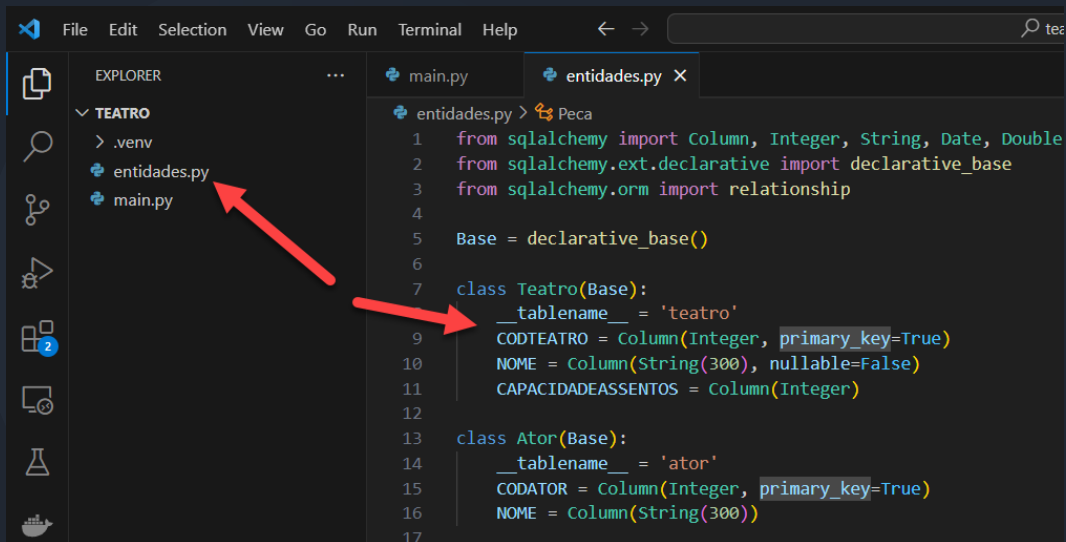 File Edit Selection View Go Run Terminal Help
EXPLORER
TEATRO
.venv
entidades.py
main.py
2
main.py entidades.py
entidades.py > Peca
1 from sqlalchemy import Column, Integer, String, Date, Double
2 from sqlalchemy.ext.declarative import declarative_base
3 from sqlalchemy.orm import relationship
4
5 Base = declarative_base()
6
7 class Teatro(Base):
__tablename__ = 'teatro'
9 CODTEATRO = Column(Integer, primary_key=True)
10 NOME = Column(String(300), nullable=False)
11 CAPACIDADEASSENTOS = Column(Integer)
12
13 class Ator(Base):
14 __tablename__ = 'ator'
15 CODATOR = Column(Integer, primary_key=True)
16 NOME = Column(String(300))
17